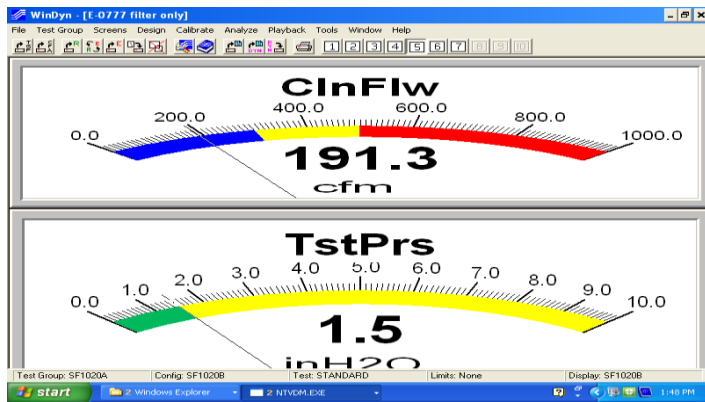 WinDyn - [E-0777 filter only]
File Test Group Screens Design Calibrate Analyze Playback Tools Window Help
1 2 3 4 5 6 7 8 9 10
ClnFlw
0.0 200.0 400.0 600.0 800.0 1000.0
191.3
cfm
TstPrs
0.0 1.0 2.0 3.0 4.0 5.0 6.0 7.0 8.0 9.0 10.0
1.5
inH2O
Test Group: SF1020A Config: SF1020B Test: STANDARD Limits: None Display: SF1020B
start 2 Windows Explorer 2 NTVDM.EXE 1:48 PM